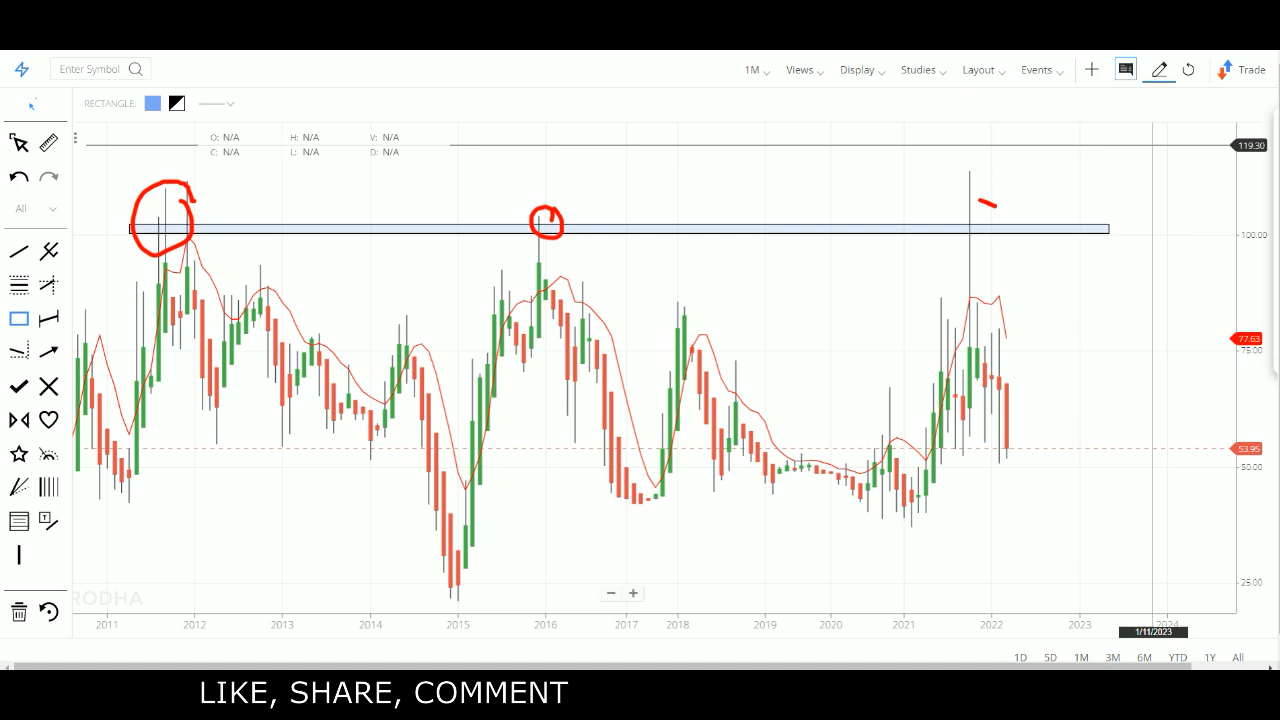 Enter Symbol
1M Views Display Studies Layout Events Trade
RECTANGLE:
O: N/A H: N/A V: N/A
C: N/A L: N/A D: N/A
119.30
All
100.00
77.63
75.00
53.95
50.00
25.00
RODHA
2011 2012 2013 2014 2015 2016 2017 2018 2019 2020 2021 2022 2023 2024
1/11/2023
1D 5D 1M 3M 6M YTD 1Y All
LIKE, SHARE, COMMENT